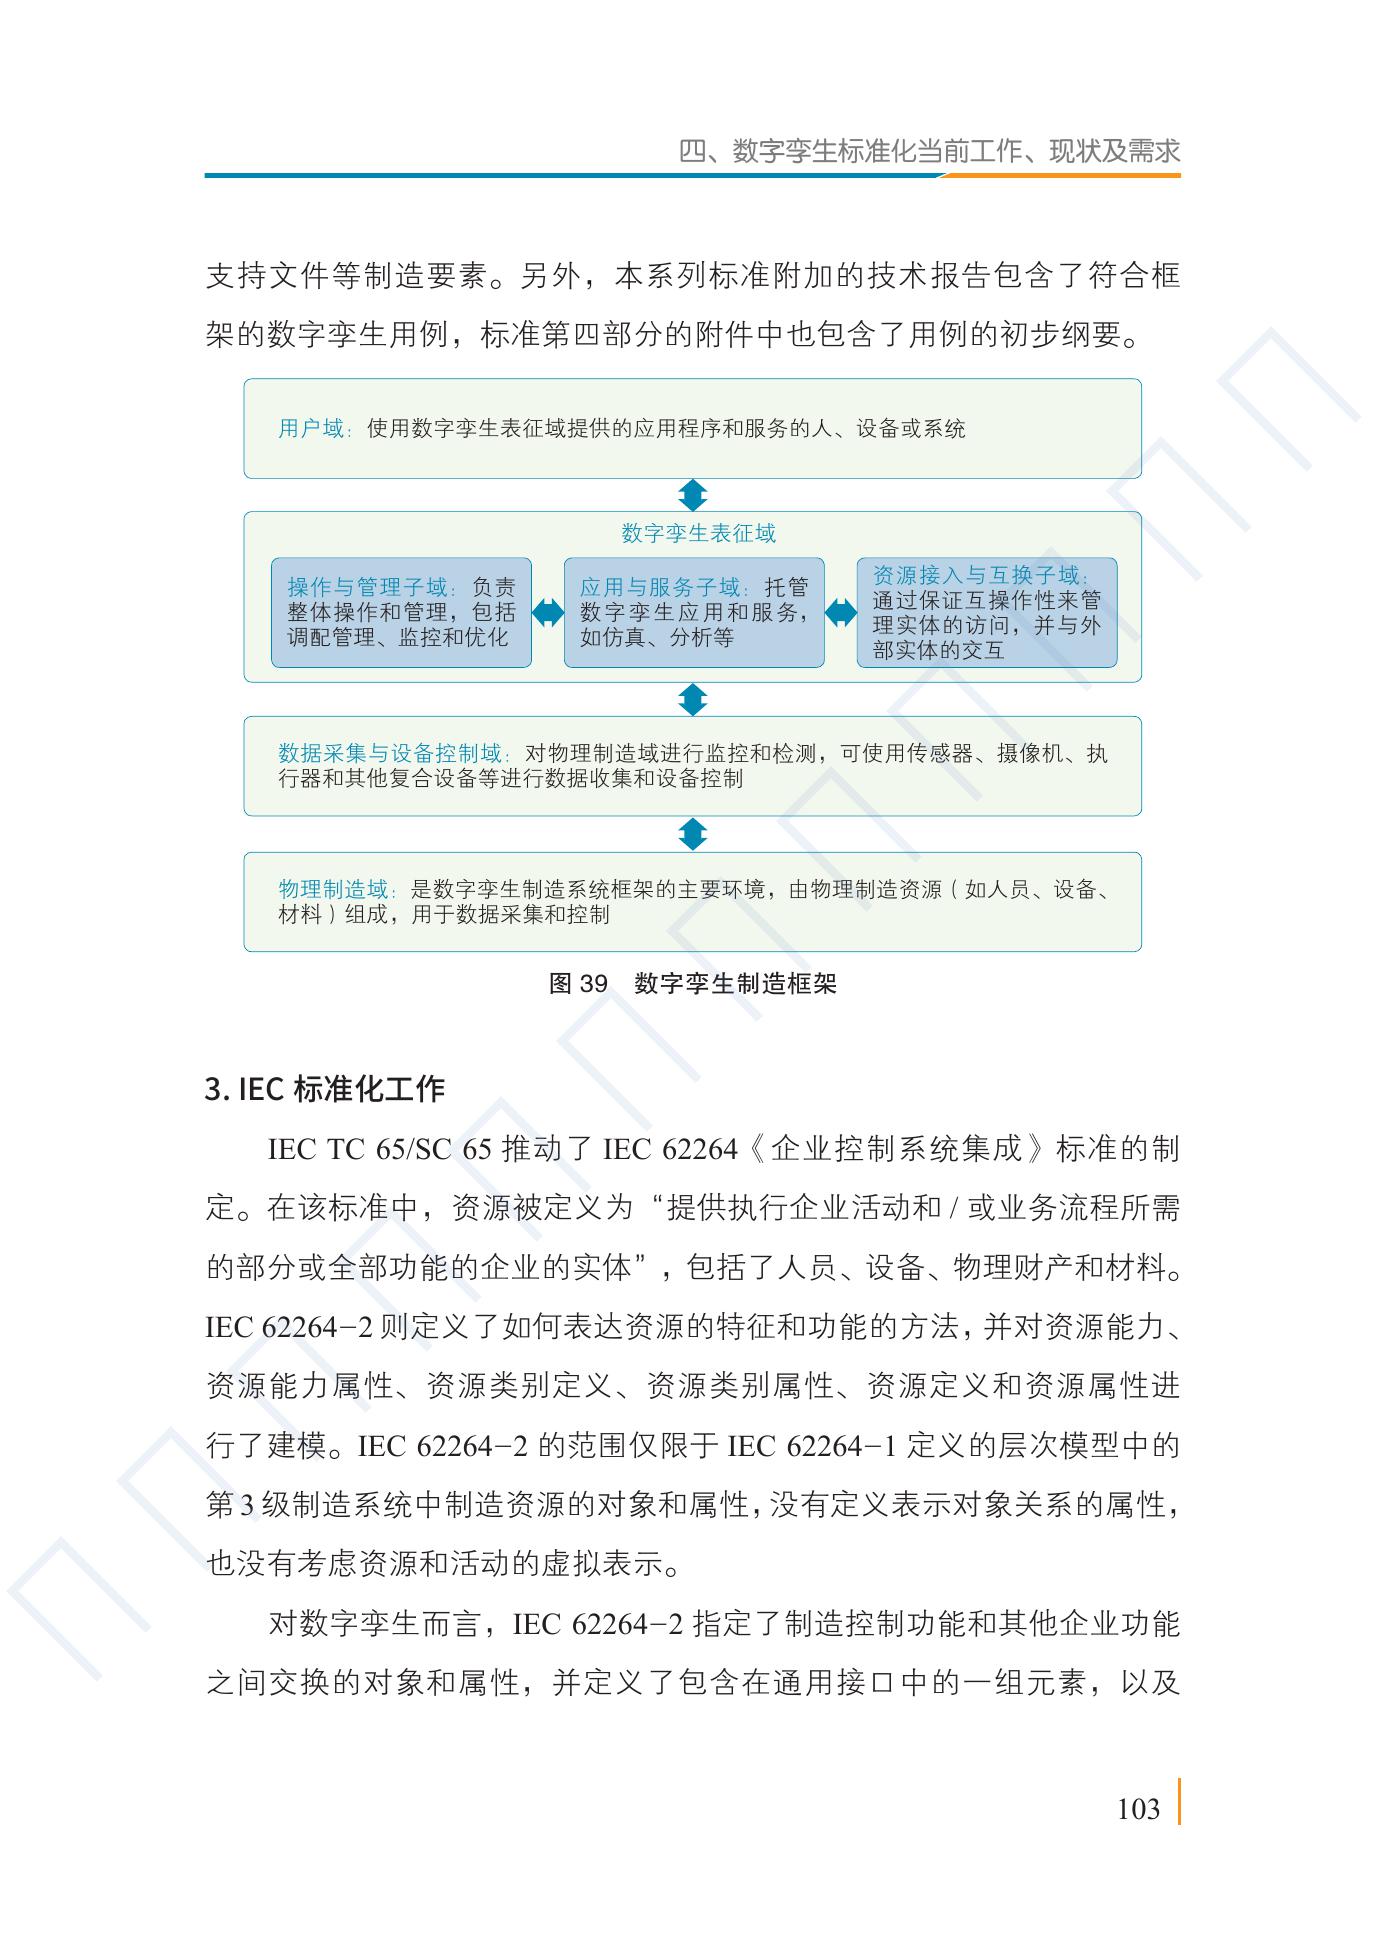 四、数字孪生标准化当前工作、现状及需求
支持文件等制造要素。另外，本系列标准附加的技术报告包含了符合框
架的数字孪生用例，标准第四部分的附件中也包含了用例的初步纲要。
用户域：使用数字孪生表征域提供的应用程序和服务的人、设备或系统
数字孪生表征域
操作与管理子域：负责
整体操作和管理，包括
调配管理、监控和优化
应用与服务子域：托管
数字孪生应用和服务，
如仿真、分析等
资源接入与互换子域：
通过保证互操作性来管
理实体的访问，并与外
部实体的交互
数据采集与设备控制域：对物理制造域进行监控和检测，可使用传感器、摄像机、执
行器和其他复合设备等进行数据收集和设备控制
物理制造域：是数字孪生制造系统框架的主要环境，由物理制造资源（如人员、设备、
材料）组成，用于数据采集和控制
图 39 数字孪生制造框架
3. IEC 标准化工作
IEC TC 65/SC 65 推动了 IEC 62264《企业控制系统集成》标准的制
定。在该标准中，资源被定义为“提供执行企业活动和 / 或业务流程所需
的部分或全部功能的企业的实体”，包括了人员、设备、物理财产和材料。
IEC 62264-2 则定义了如何表达资源的特征和功能的方法，并对资源能力、
资源能力属性、资源类别定义、资源类别属性、资源定义和资源属性进
行了建模。IEC 62264-2 的范围仅限于 IEC 62264-1 定义的层次模型中的
第 3 级制造系统中制造资源的对象和属性，没有定义表示对象关系的属性，
也没有考虑资源和活动的虚拟表示。
对数字孪生而言，IEC 62264-2 指定了制造控制功能和其他企业功能
之间交换的对象和属性，并定义了包含在通用接口中的一组元素，以及
103